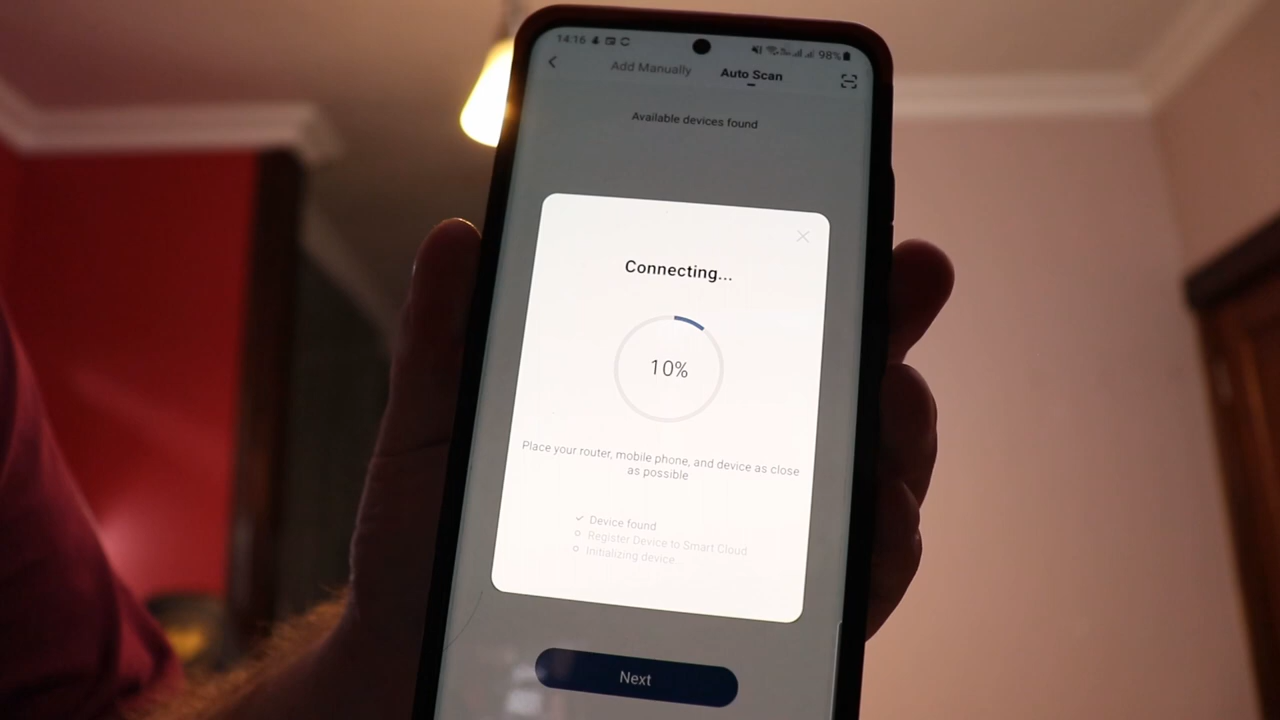 14:16 98%
Add Manually Auto Scan
Available devices found
Connecting...
10%
Place your router, mobile phone, and device as close
as possible
Device found
Register Device to Smart Cloud
Initializing device
Next